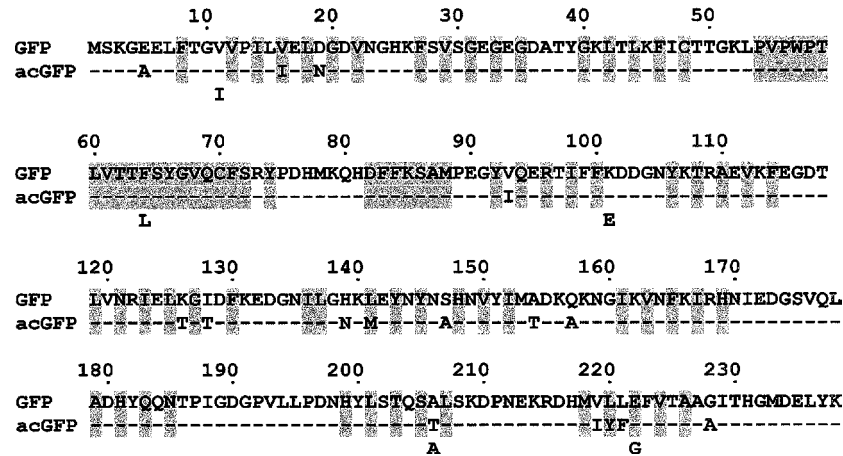 10 20 30 40 50
GFP MSKGEELFTGVVPILVELDGDVNGHKFSVSGEGEGDATYGKLTLKFICTTGKLPVPWPT
acGFP ----A----------I--N----------------------------------------
I
60 70 80 90 100 110
GFP LVTTFSYGVQCFSRYPDHMKQHDFFKSAMPEGYVQERTIFFKDDGNYKTRAEVKFEGDT
acGFP ---------------------------------I-------------------------
L E
120 130 140 150 160 170
GFP LVNRIELKGIDFKEDGNILGHKLEYNYNSHNVYIMADKQKNGIKVNFKIRHNIEDGSVQL
acGFP -------T-T----------N-M-----A------T--A---------------------
180 190 200 210 220 230
GFP ADHYQQNTPIGDGPVLLPDNHYLSTQSALSKDPNEKRDHMVLLEFVTAAGITHGMDELYK
acGFP ---------------------------T------------IYF------A----------
A G